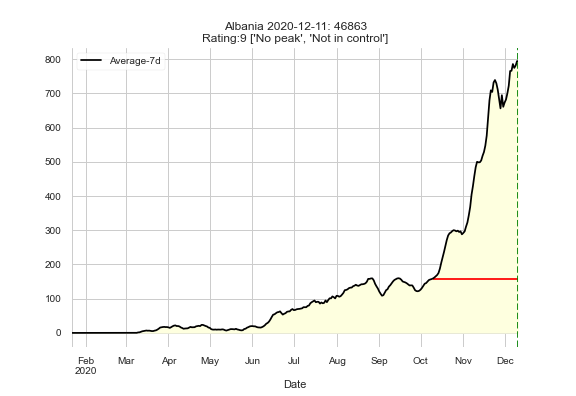 Albania 2020-12-11: 46863
Rating:9 ['No peak', 'Not in control']
Average-7d
800
700
600
500
400
300
200
100
0
Feb Mar Apr May Jun Jul Aug Sep Oct Nov Dec
2020
Date